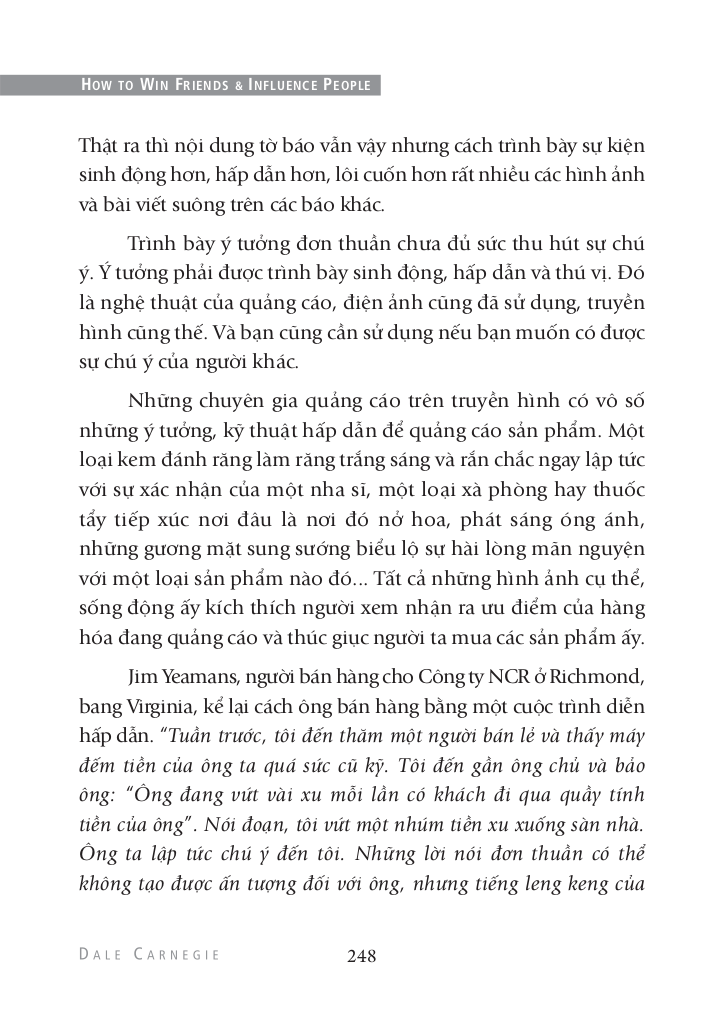 HOW TO WIN FRIENDS & INFLUENCE PEOPLE
Thật ra thì nội dung tờ báo vẫn vậy nhưng cách trình bày sự kiện
sinh động hơn, hấp dẫn hơn, lôi cuốn hơn rất nhiều các hình ảnh
và bài viết suông trên các báo khác.
Trình bày ý tưởng đơn thuần chưa đủ sức thu hút sự chú
ý. Ý tưởng phải được trình bày sinh động, hấp dẫn và thú vị. Đó
là nghệ thuật của quảng cáo, điện ảnh cũng đã sử dụng, truyền
hình cũng thế. Và bạn cũng cần sử dụng nếu bạn muốn có được
sự chú ý của người khác.
Những chuyên gia quảng cáo trên truyền hình có vô số
những ý tưởng, kỹ thuật hấp dẫn để quảng cáo sản phẩm. Một
loại kem đánh răng làm răng trắng sáng và rắn chắc ngay lập tức
với sự xác nhận của một nha sĩ, một loại xà phòng hay thuốc
tẩy tiếp xúc nơi đâu là nơi đó nở hoa, phát sáng óng ánh,
những gương mặt sung sướng biểu lộ sự hài lòng mãn nguyện
với một loại sản phẩm nào đó... Tất cả những hình ảnh cụ thể,
sống động ấy kích thích người xem nhận ra ưu điểm của hàng
hóa đang quảng cáo và thúc giục người ta mua các sản phẩm ấy.
Jim Yeamans, người bán hàng cho Công ty NCR ở Richmond,
bang Virginia, kể lại cách ông bán hàng bằng một cuộc trình diễn
hấp dẫn. “Tuần trước, tôi đến thăm một người bán lẻ và thấy máy
đếm tiền của ông ta quá sức cũ kỹ. Tôi đến gần ông chủ và bảo
ông: “Ông đang vứt vài xu mỗi lần có khách đi qua quầy tính
tiền của ông”. Nói đoạn, tôi vứt một nhúm tiền xu xuống sàn nhà.
Ông ta lập tức chú ý đến tôi. Những lời nói đơn thuần có thể
không tạo được ấn tượng đối với ông, nhưng tiếng leng keng của
DALE CARNEGIE
248